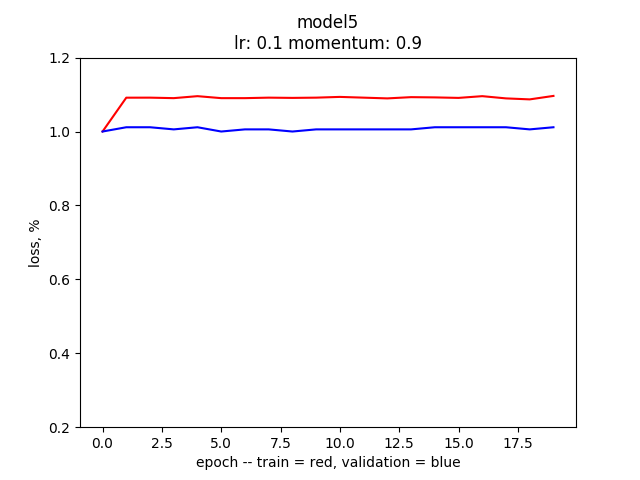 model5
lr: 0.1 momentum: 0.9
1.2
1.0
0.8
0.6
0.4
0.2
loss, %
0.0 2.5 5.0 7.5 10.0 12.5 15.0 17.5
epoch -- train = red, validation = blue